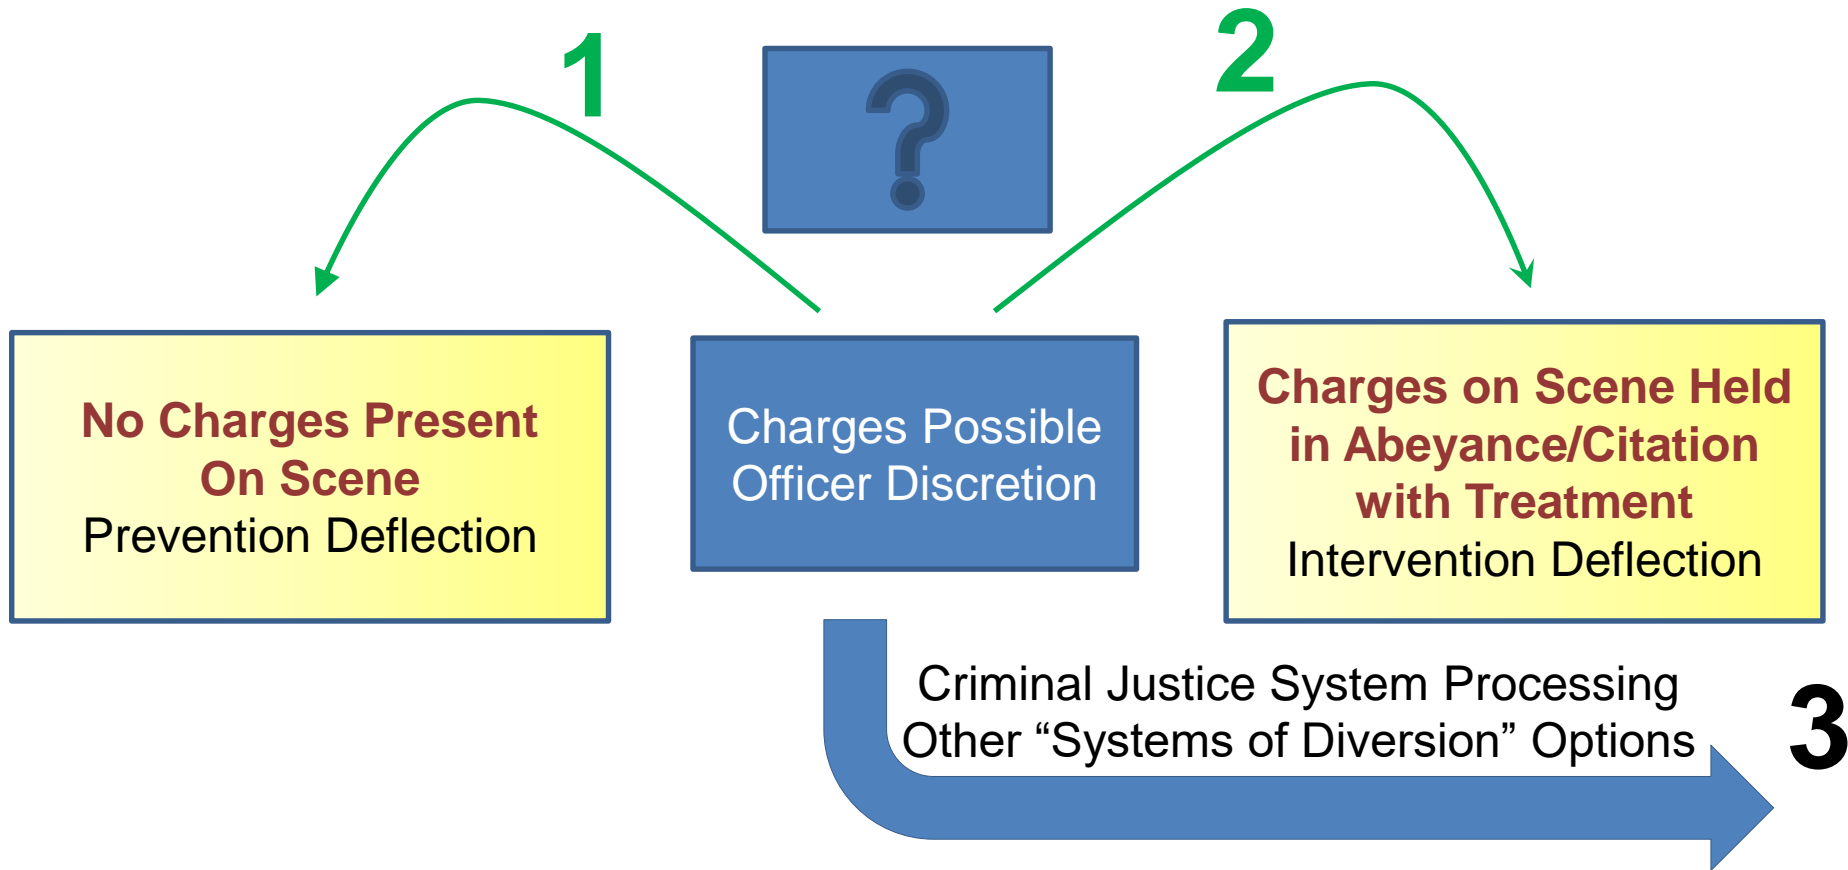 1
?
2
No Charges Present
On Scene
Prevention Deflection
Charges Possible
Officer Discretion
Charges on Scene Held
in Abeyance/Citation
with Treatment
Intervention Deflection
Criminal Justice System Processing
Other “Systems of Diversion” Options
3